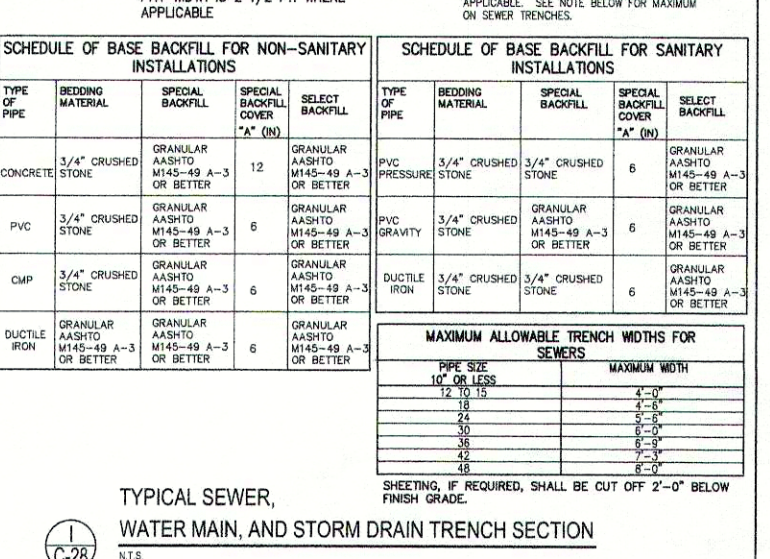 APPLICABLE
APPLICABLE. SEE NOTE BELOW FOR MAXIMUM
ON SEWER TRENCHES.
SCHEDULE OF BASE BACKFILL FOR NON-SANITARY
INSTALLATIONS
TYPE OF PIPE BEDDING MATERIAL SPECIAL BACKFILL SPECIAL BACKFILL COVER "A" (IN) SELECT BACKFILL
CONCRETE 3/4" CRUSHED STONE GRANULAR AASHTO M145-49 A-3 OR BETTER 12 GRANULAR AASHTO M145-49 A-3 OR BETTER
PVC 3/4" CRUSHED STONE GRANULAR AASHTO M145-49 A-3 OR BETTER 6 GRANULAR AASHTO M145-49 A-3 OR BETTER
CMP 3/4" CRUSHED STONE GRANULAR AASHTO M145-49 A-3 OR BETTER 6 GRANULAR AASHTO M145-49 A-3 OR BETTER
DUCTILE IRON GRANULAR AASHTO M145-49 A-3 OR BETTER GRANULAR AASHTO M145-49 A-3 OR BETTER 6 GRANULAR AASHTO M145-49 A-3 OR BETTER
SCHEDULE OF BASE BACKFILL FOR SANITARY
INSTALLATIONS
TYPE OF PIPE BEDDING MATERIAL SPECIAL BACKFILL SPECIAL BACKFILL COVER "A" (IN) SELECT BACKFILL
PVC PRESSURE 3/4" CRUSHED STONE 3/4" CRUSHED STONE 6 GRANULAR AASHTO M145-49 A-3 OR BETTER
PVC GRAVITY 3/4" CRUSHED STONE GRANULAR AASHTO M145-49 A-3 OR BETTER 6 GRANULAR AASHTO M145-49 A-3 OR BETTER
DUCTILE IRON 3/4" CRUSHED STONE 3/4" CRUSHED STONE 6 GRANULAR AASHTO M145-49 A-3 OR BETTER
MAXIMUM ALLOWABLE TRENCH WIDTHS FOR
SEWERS
PIPE SIZE MAXIMUM WIDTH
10" OR LESS
12 TO 15 4'-0"
18 4'-6"
24 5'-6"
30 6'-0"
36 6'-9"
42 7'-3"
48 8'-0"
SHEETING, IF REQUIRED, SHALL BE CUT OFF 2'-0" BELOW
FINISH GRADE.
TYPICAL SEWER,
WATER MAIN, AND STORM DRAIN TRENCH SECTION
N.T.S
1
C-28